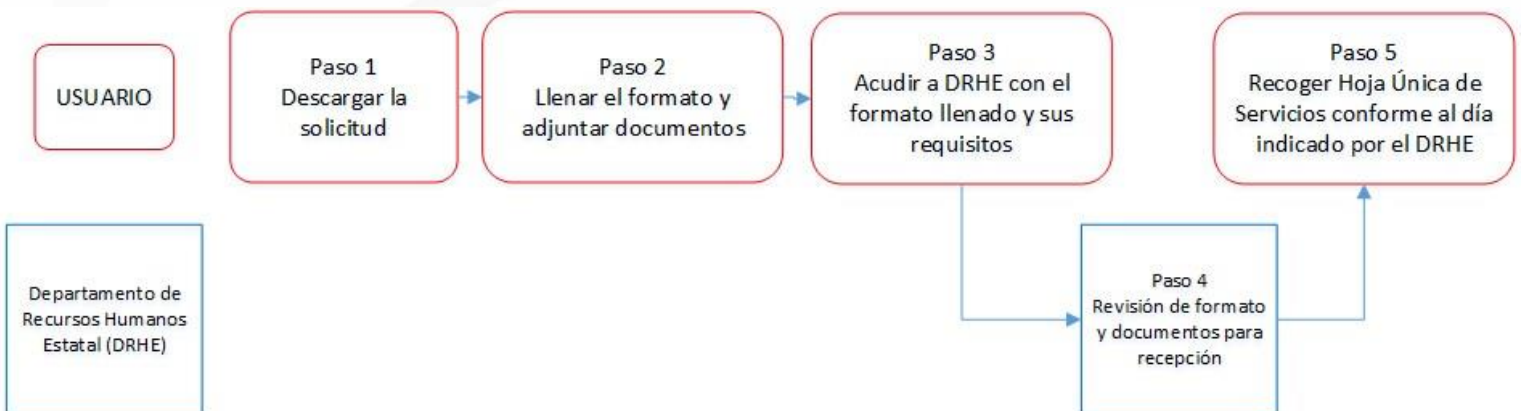 USUARIO
Paso 1
Descargar la
solicitud
Paso 2
Llenar el formato y
adjuntar documentos
Paso 3
Acudir a DRHE con el
formato llenado y sus
requisitos
Paso 5
Recoger Hoja Única de
Servicios conforme al día
indicado por el DRHE
Departamento de
Recursos Humanos
Estatal (DRHE)
Paso 4
Revisión de formato
y documentos para
recepción